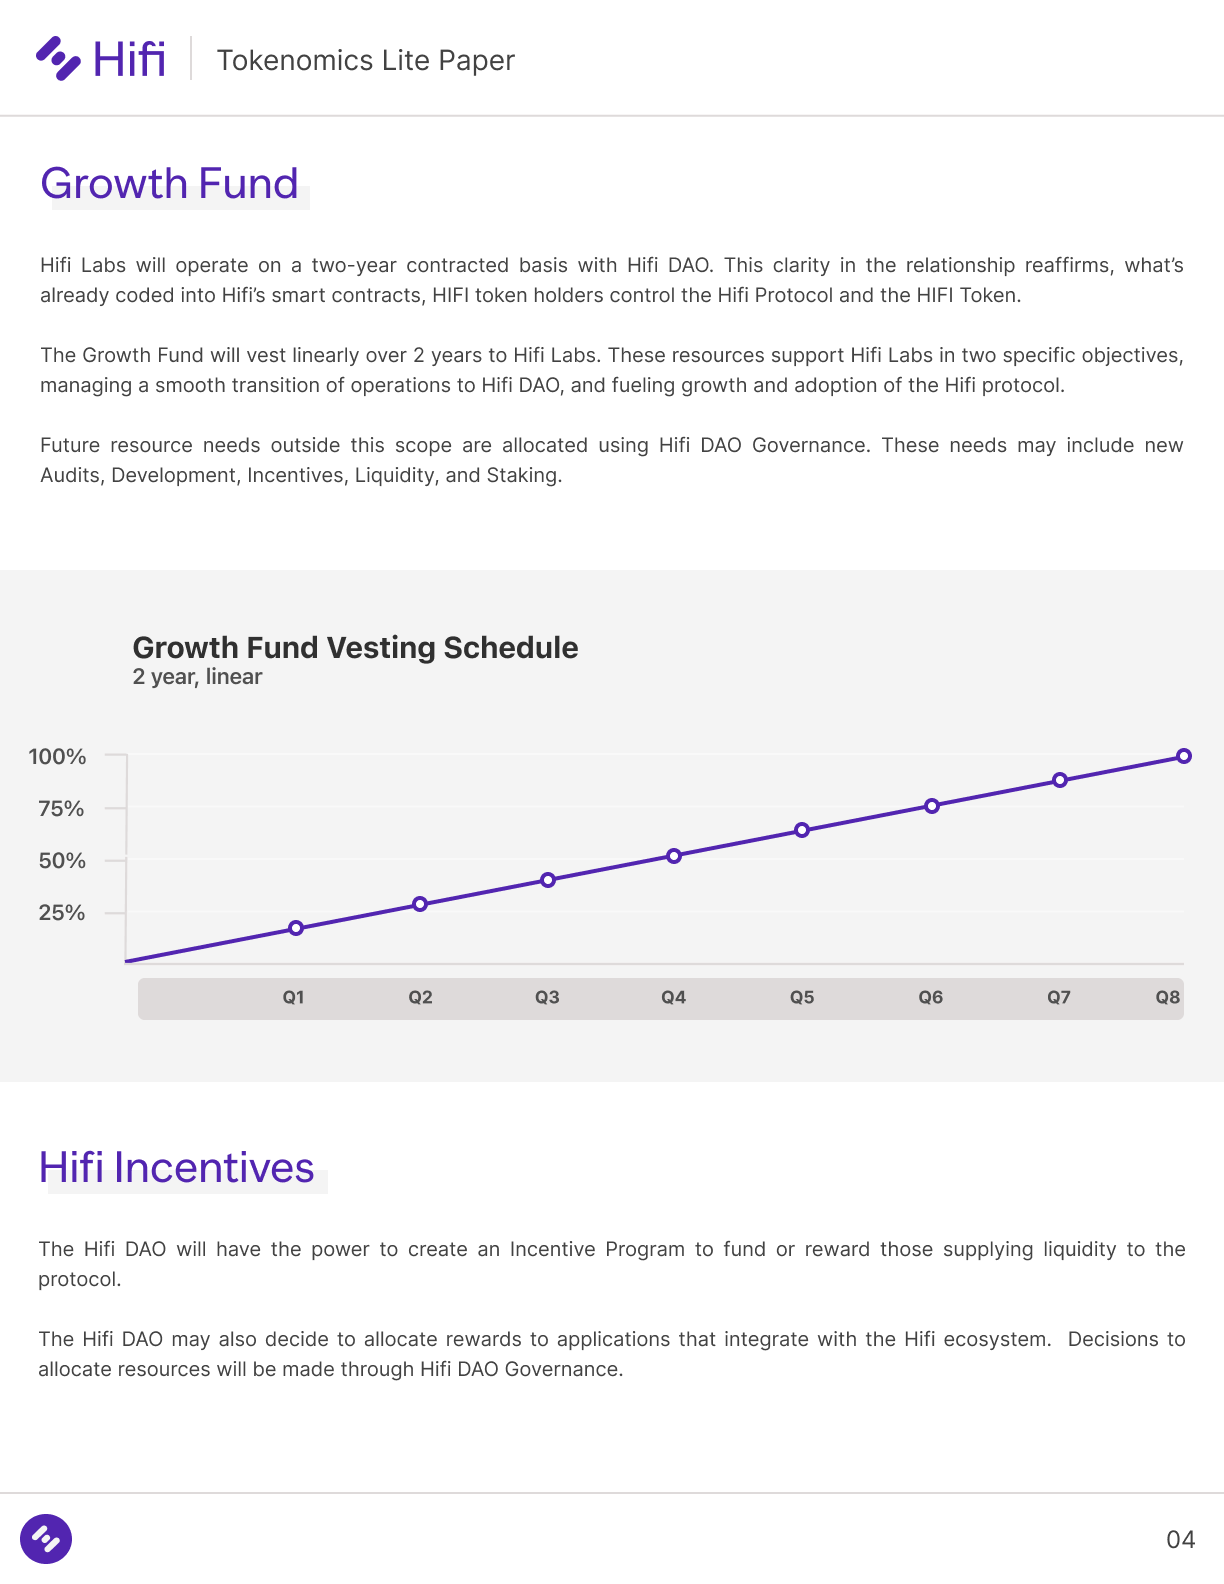 Hifi
Tokenomics Lite Paper
Growth Fund
Hifi Labs will operate on a two-year contracted basis with Hifi DAO. This clarity in the relationship reaffirms, what’s
already coded into Hifi’s smart contracts, HIFI token holders control the Hifi Protocol and the HIFI Token.
The Growth Fund will vest linearly over 2 years to Hifi Labs. These resources support Hifi Labs in two specific objectives,
managing a smooth transition of operations to Hifi DAO, and fueling growth and adoption of the Hifi protocol.
Future resource needs outside this scope are allocated using Hifi DAO Governance. These needs may include new
Audits, Development, Incentives, Liquidity, and Staking.
Growth Fund Vesting Schedule
2 year, linear
100%
75%
50%
25%
Q1 Q2 Q3 Q4 Q5 Q6 Q7 Q8
Hifi Incentives
The Hifi DAO will have the power to create an Incentive Program to fund or reward those supplying liquidity to the
protocol.
The Hifi DAO may also decide to allocate rewards to applications that integrate with the Hifi ecosystem.  Decisions to
allocate resources will be made through Hifi DAO Governance.
04